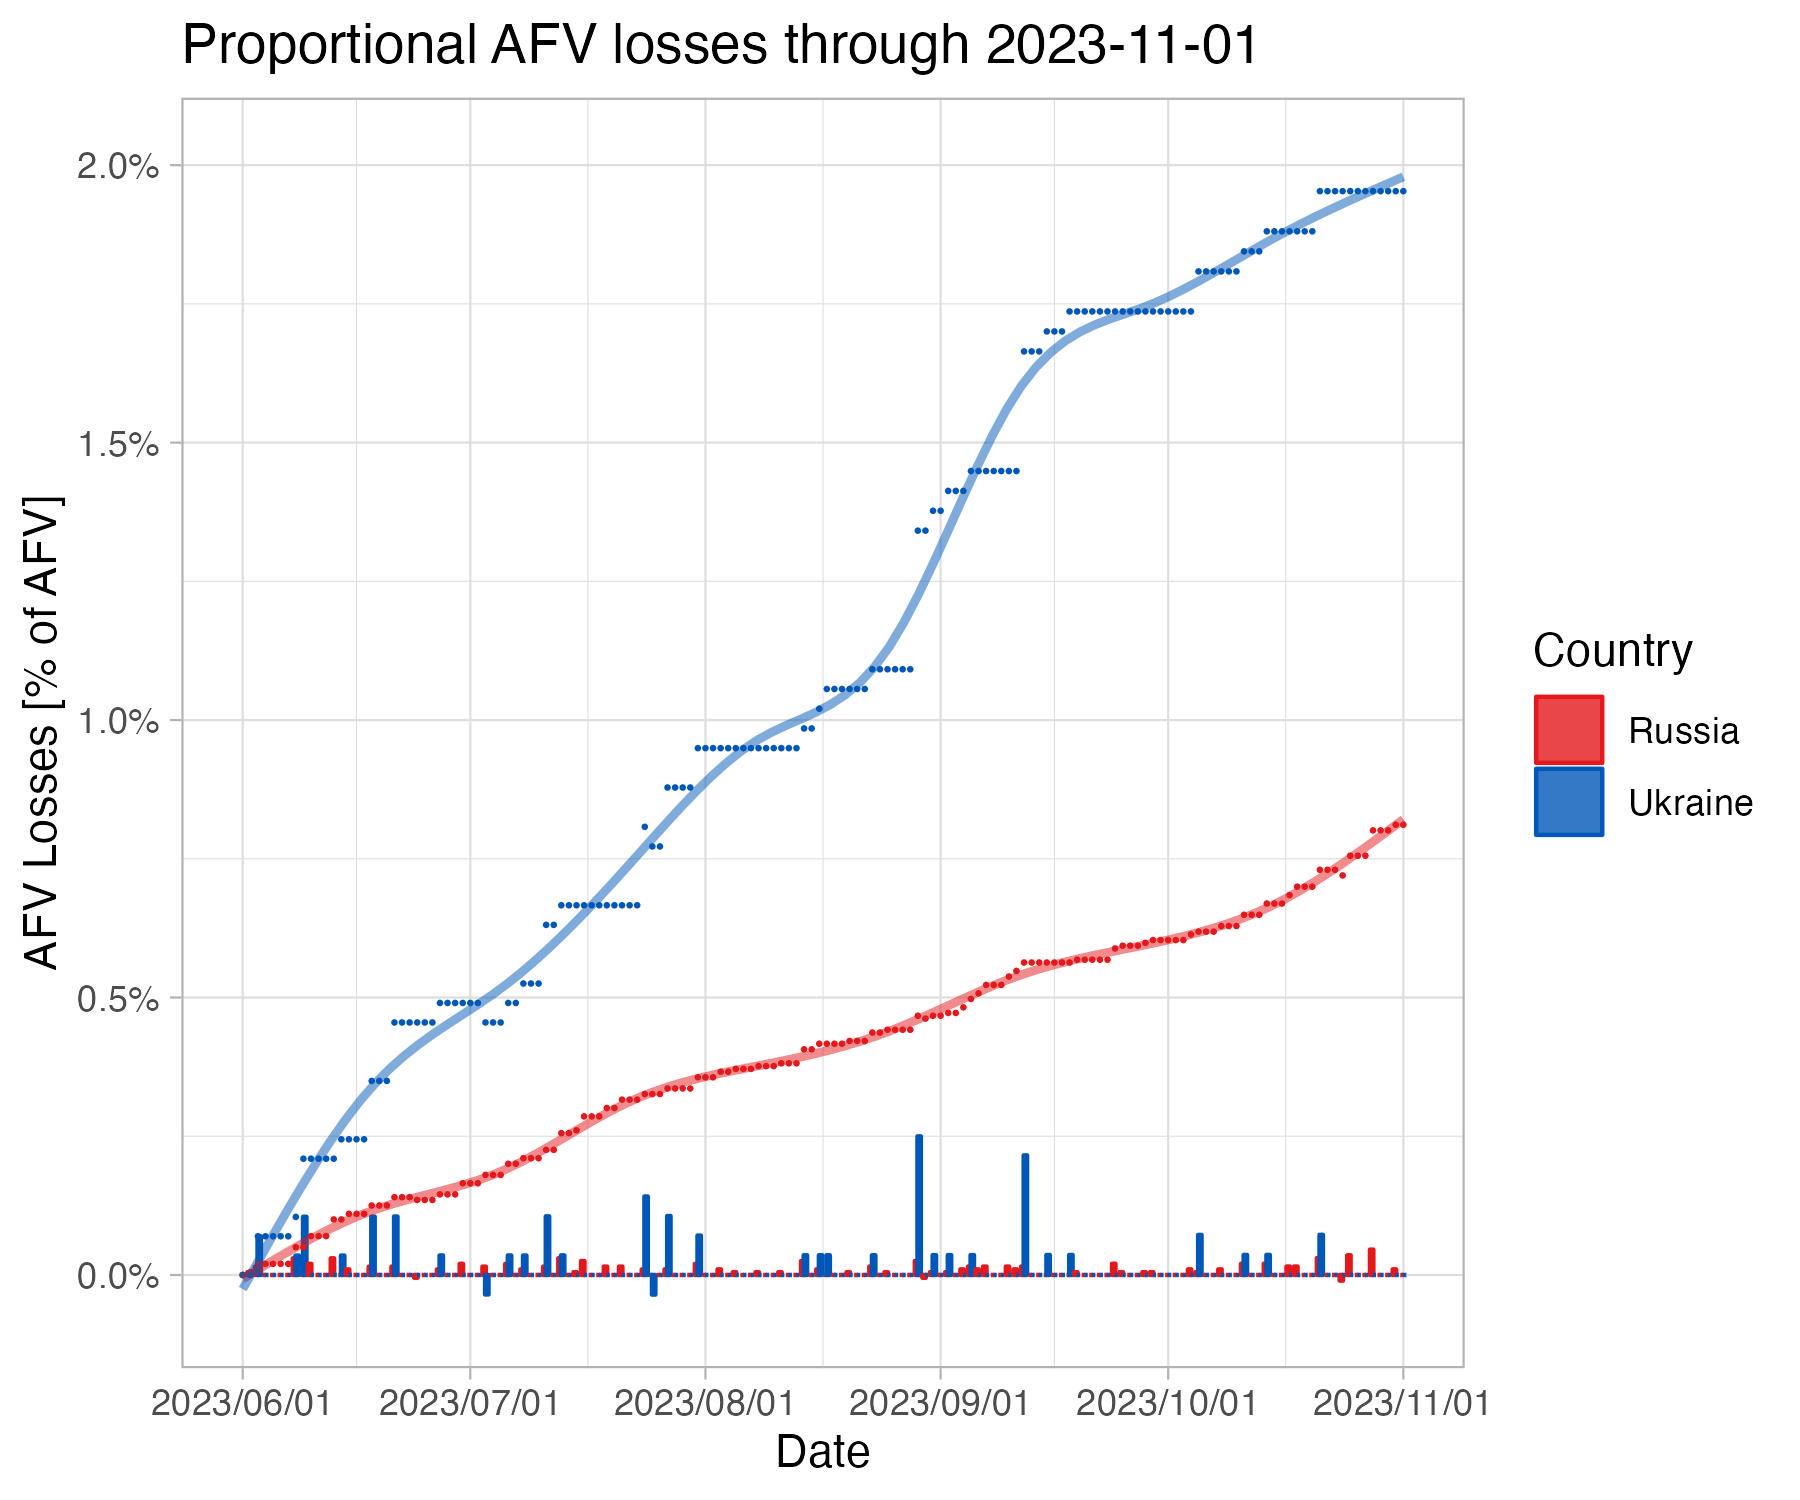 Proportional AFV losses through 2023-11-01
AFV Losses [% of AFV]
2.0%
1.5%
1.0%
0.5%
0.0%
2023/06/01
2023/07/01
2023/08/01
2023/09/01
2023/10/01
2023/11/01
Date
Country
Russia
Ukraine